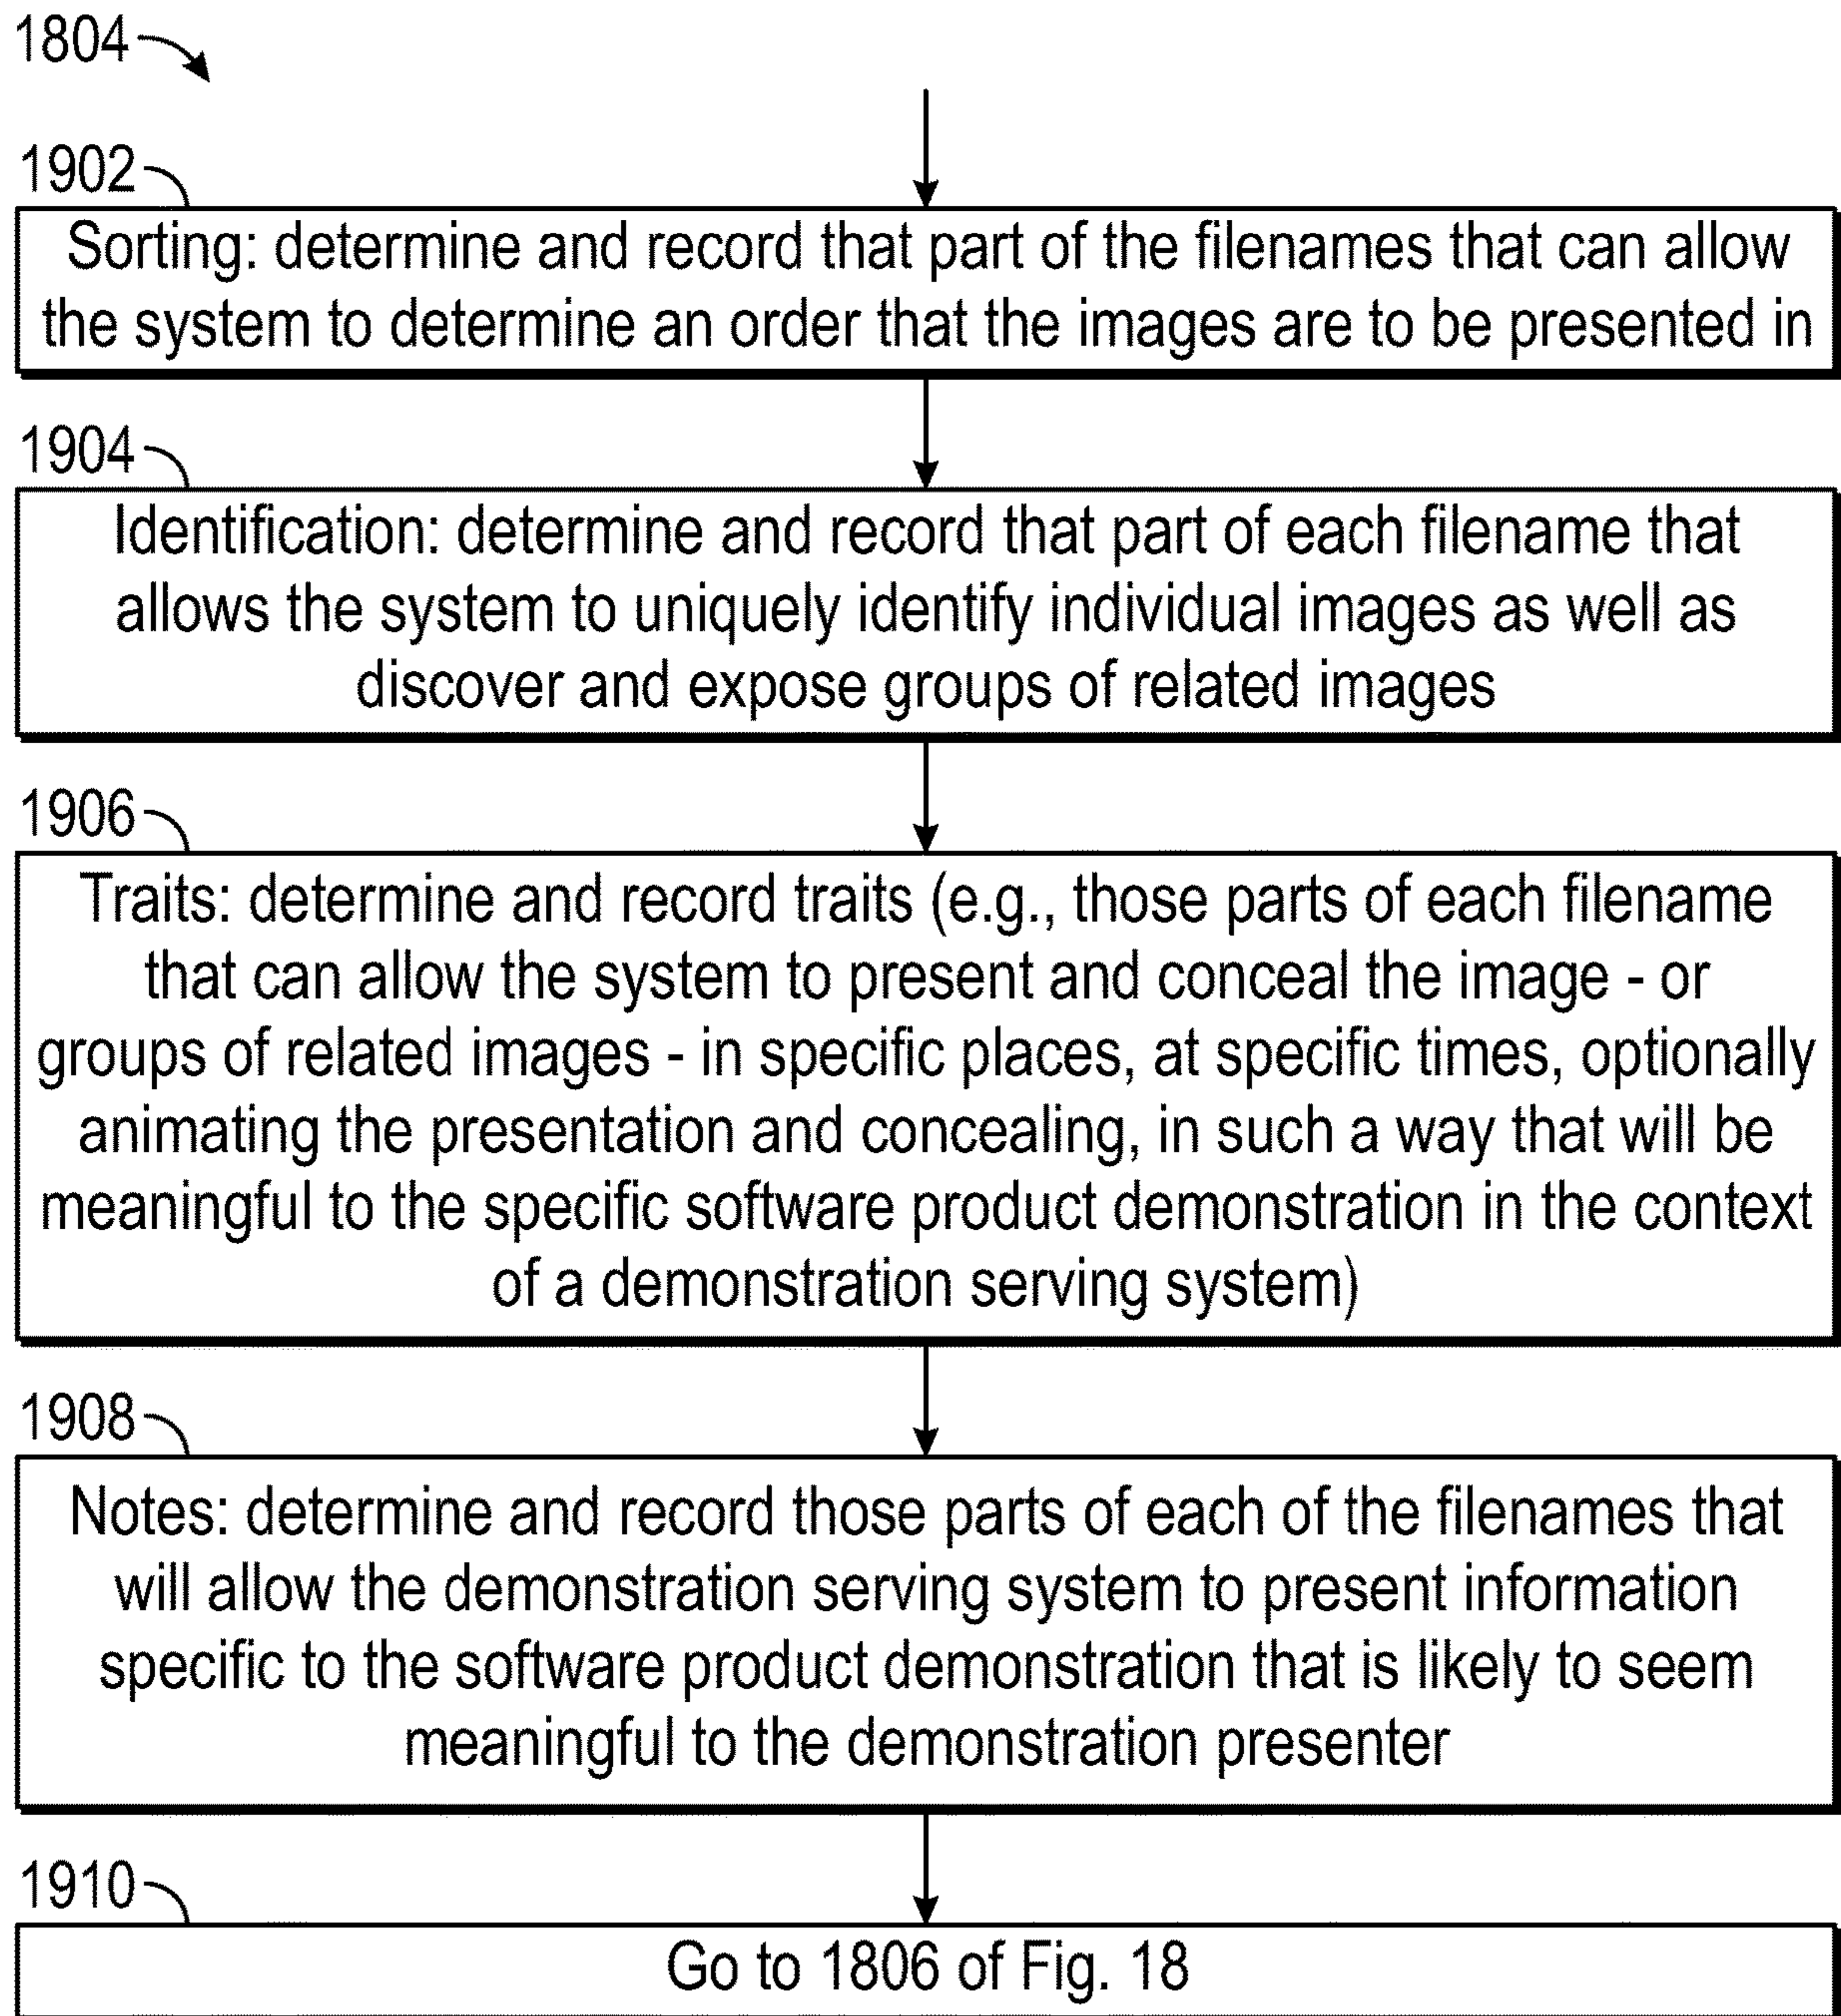 1804
1902
Sorting: determine and record that part of the filenames that can allow
the system to determine an order that the images are to be presented in
1904
Identification: determine and record that part of each filename that
allows the system to uniquely identify individual images as well as
discover and expose groups of related images
1906
Traits: determine and record traits (e.g., those parts of each filename
that can allow the system to present and conceal the image - or
groups of related images - in specific places, at specific times, optionally
animating the presentation and concealing, in such a way that will be
meaningful to the specific software product demonstration in the context
of a demonstration serving system)
1908
Notes: determine and record those parts of each of the filenames that
will allow the demonstration serving system to present information
specific to the software product demonstration that is likely to seem
meaningful to the demonstration presenter
1910
Go to 1806 of Fig. 18